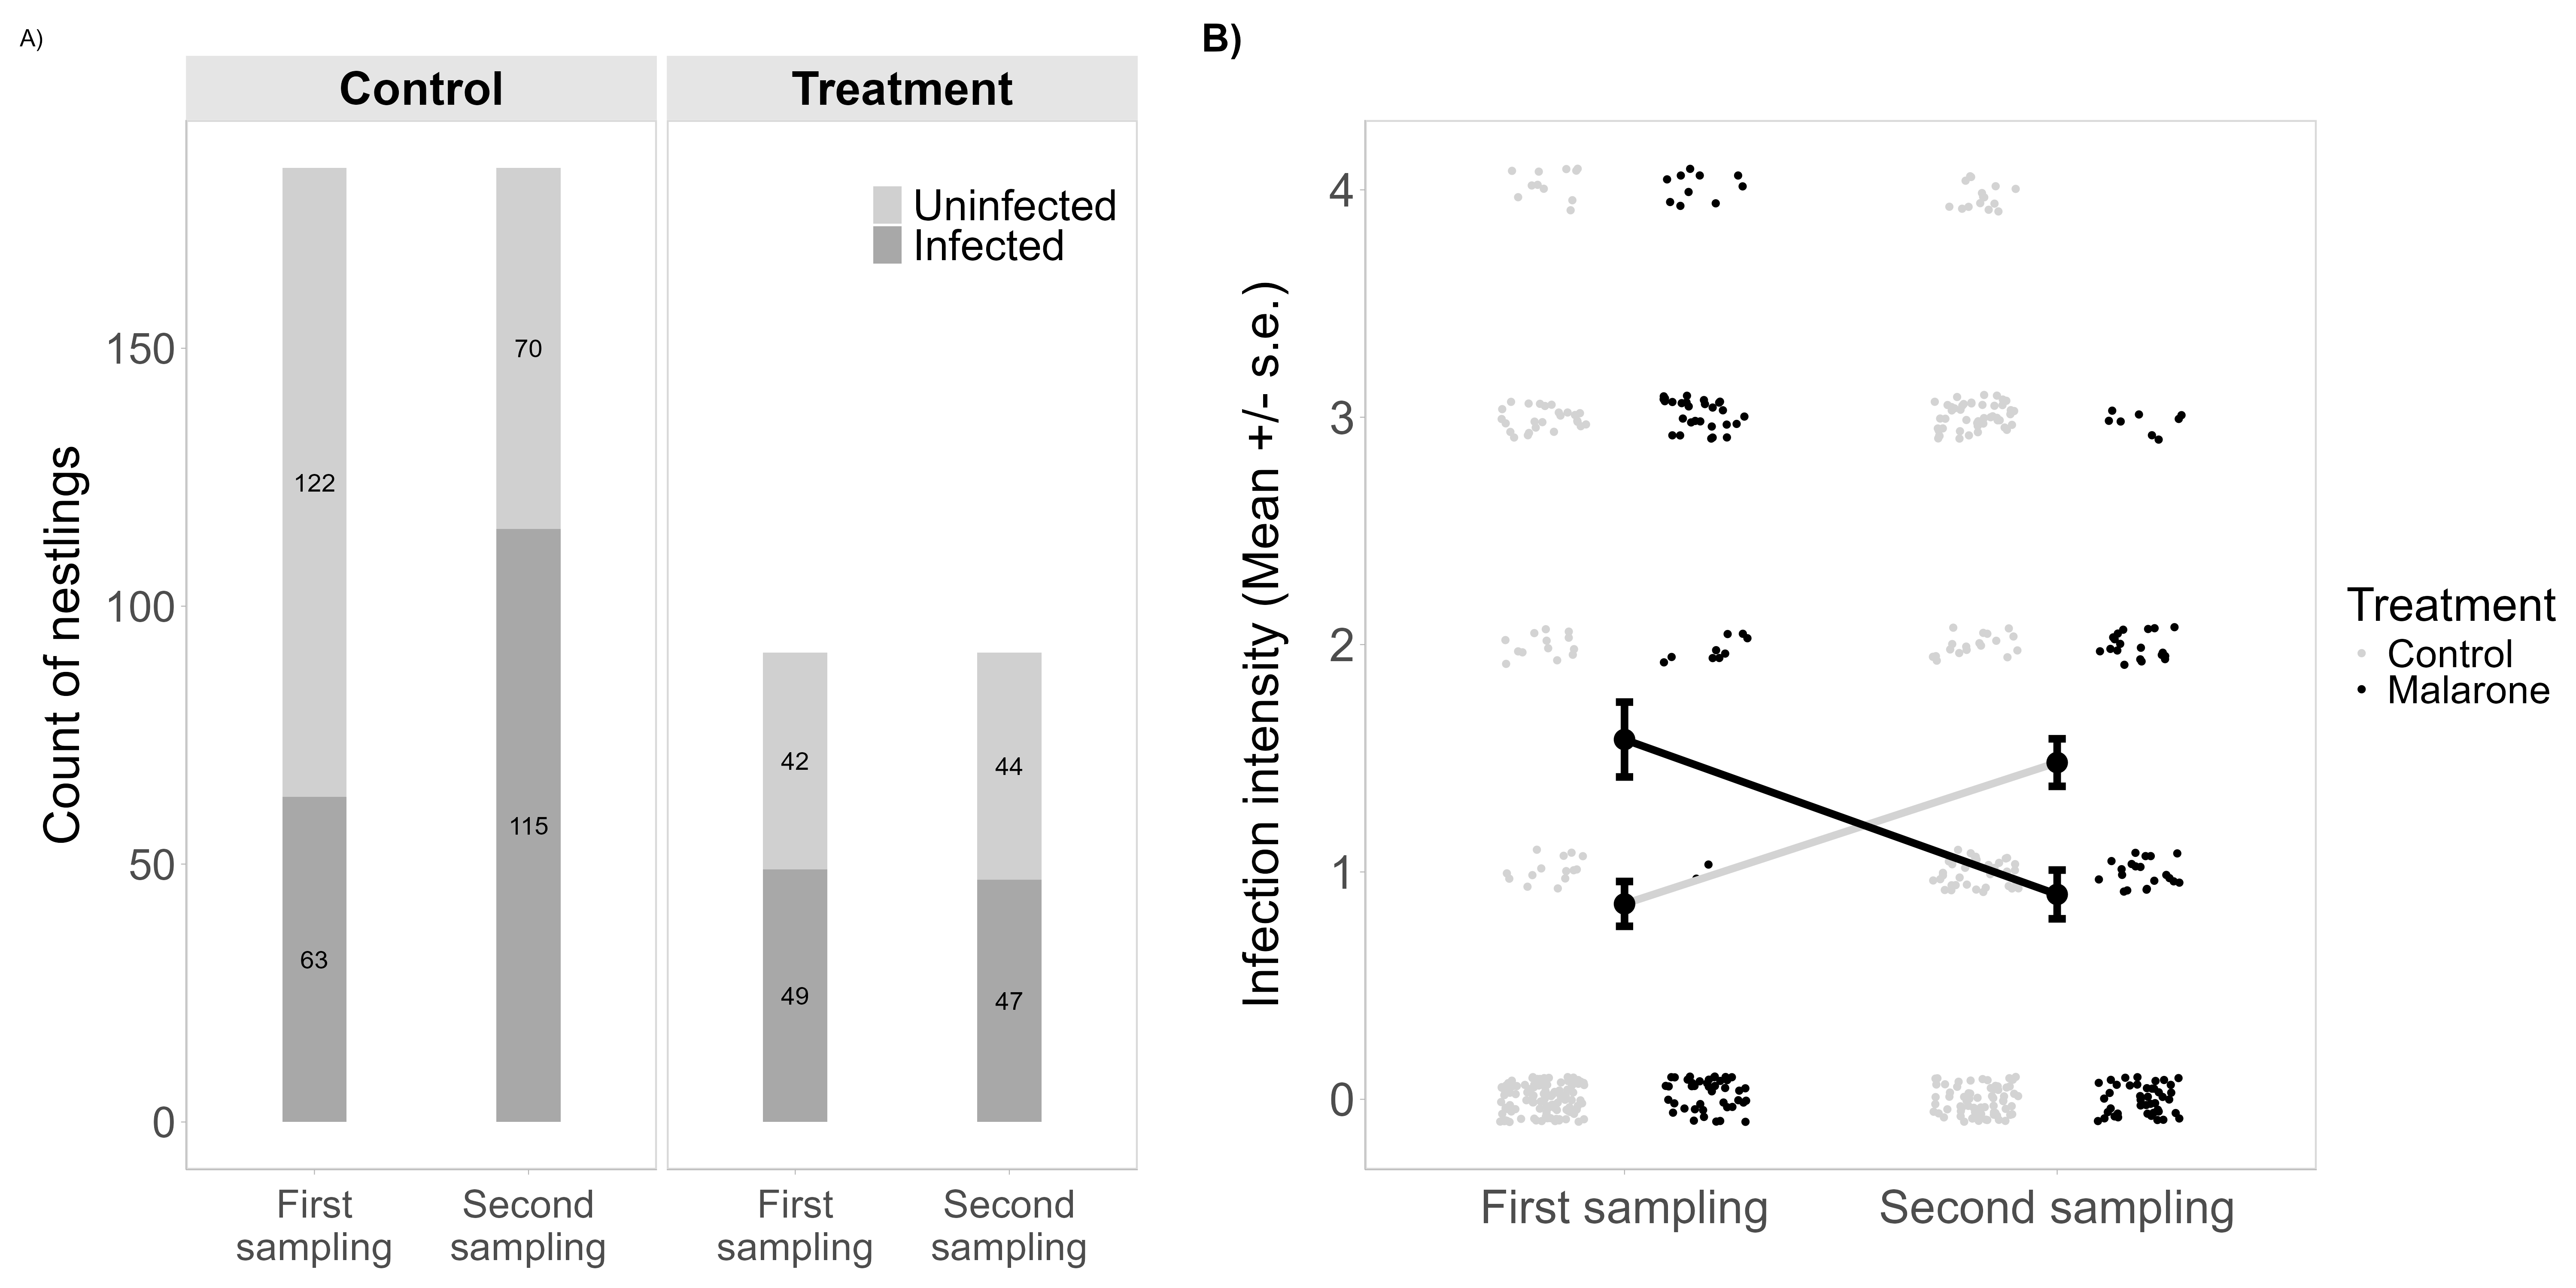 A)
Control
Treatment
Uninfected
Infected
122
63
70
115
42
49
44
47
150
100
50
0
Count of nestlings
First
sampling
Second
sampling
First
sampling
Second
sampling
B)
4
3
2
1
0
Infection intensity (Mean +/- s.e.)
First sampling
Second sampling
Treatment
Control
Malarone